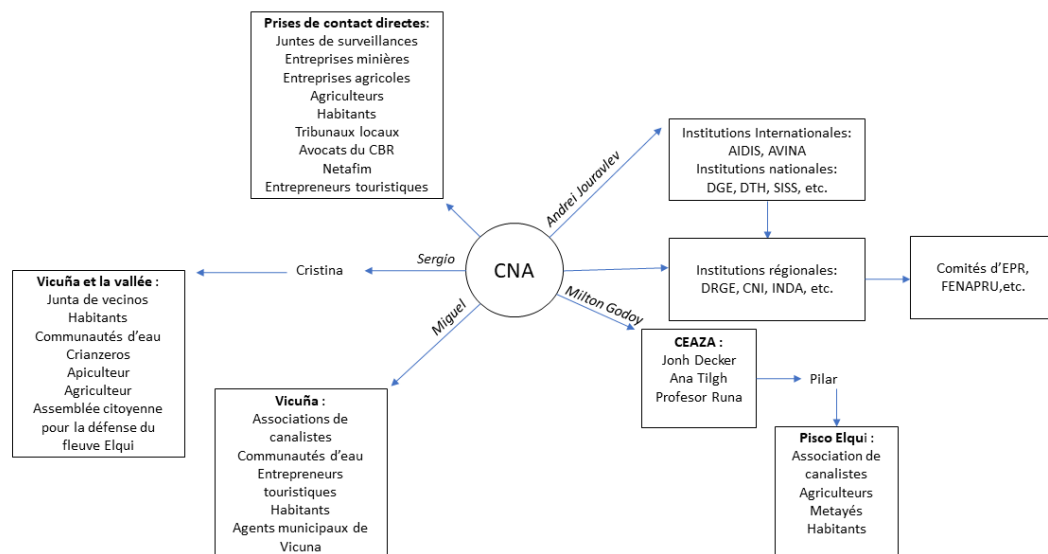 Prises de contact directes:
Juntes de surveillances
Entreprises minières
Entreprises agricoles
Agriculteurs
Habitants
Tribunaux locaux
Avocats du CBR
Netafim
Entrepreneurs touristiques
Andrei Jouravlev
Institutions Internationales:
AIDIS, AVINA
Institutions nationales:
DGE, DTH, SISS, etc.
CNA
Sergio
Cristina
Institutions régionales:
DRGE, CNI, INDA, etc.
Comités d’EPR,
FENAPRU,etc.
Vicuña et la vallée :
Junta de vecinos
Habitants
Communautés d’eau
Crianzeros
Apiculteur
Agriculteur
Assemblée citoyenne
pour la défense du
fleuve Elqui
Miguel
Milton Godoy
CEAZA :
Jonh Decker
Ana Tilgh
Profesor Runa
Pilar
Vicuña :
Associations de
canalistes
Communautés d’eau
Entrepreneurs
touristiques
Habitants
Agents municipaux de
Vicuna
Pisco Elqui :
Association de
canalistes
Agriculteurs
Metayés
Habitants